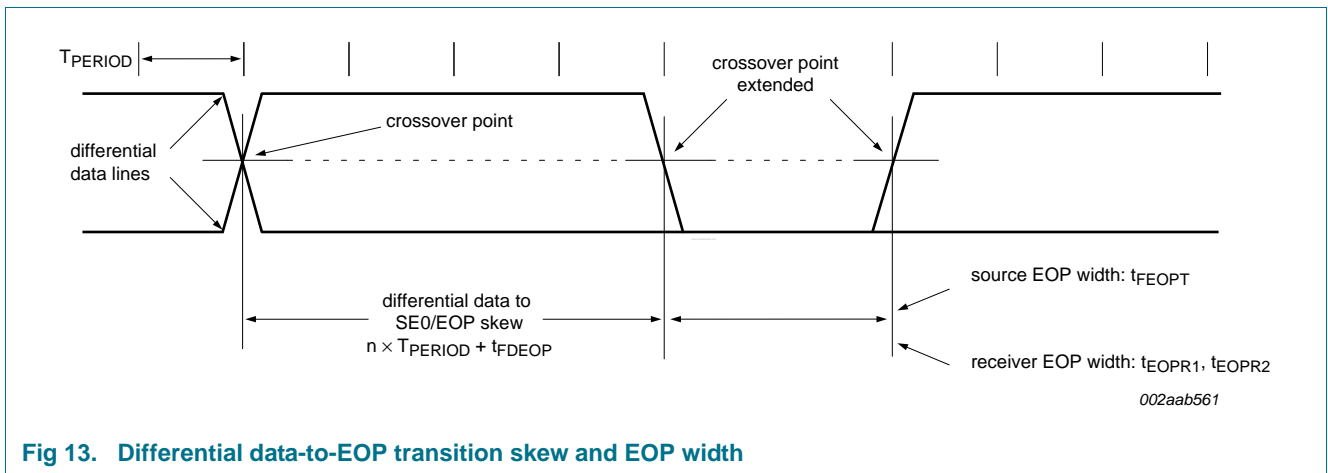 TPERIOD
crossover point
extended
crossover point
differential
data lines
differential data to
SE0/EOP skew
n × TPERIOD + tFDEOP
source EOP width: tFEOPT
receiver EOP width: tEOPR1, tEOPR2
002aab561
Fig 13. Differential data-to-EOP transition skew and EOP width